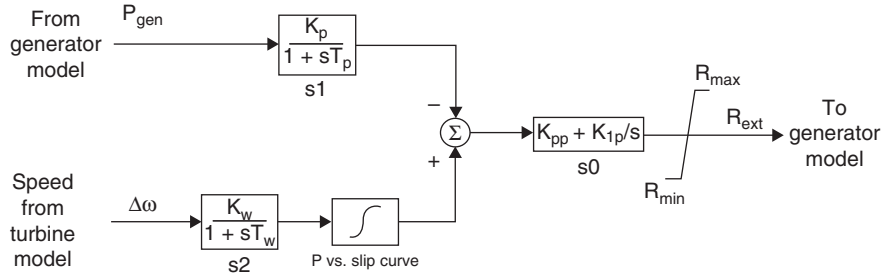 From
generator
model
P_gen
K_p
1 + sT_p
s1
−
Σ
+
K_pp + K_1p/s
s0
R_max
R_ext
R_min
To
generator
model
Speed
from
turbine
model
Δω
K_w
1 + sT_w
s2
P vs. slip curve